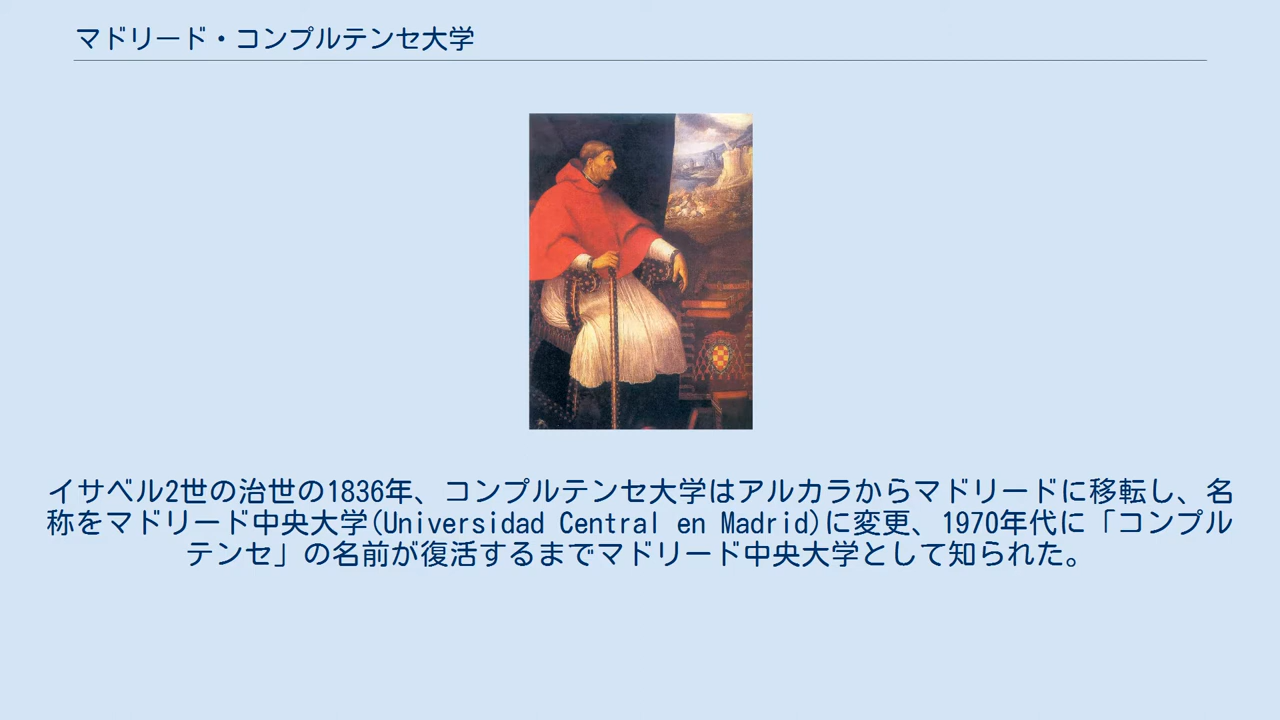 マドリード・コンプルテンセ大学
イサベル2世の治世の1836年、コンプルテンセ大学はアルカラからマドリードに移転し、名
称をマドリード中央大学(Universidad Central en Madrid)に変更、1970年代に「コンプル
テンセ」の名前が復活するまでマドリード中央大学として知られた。